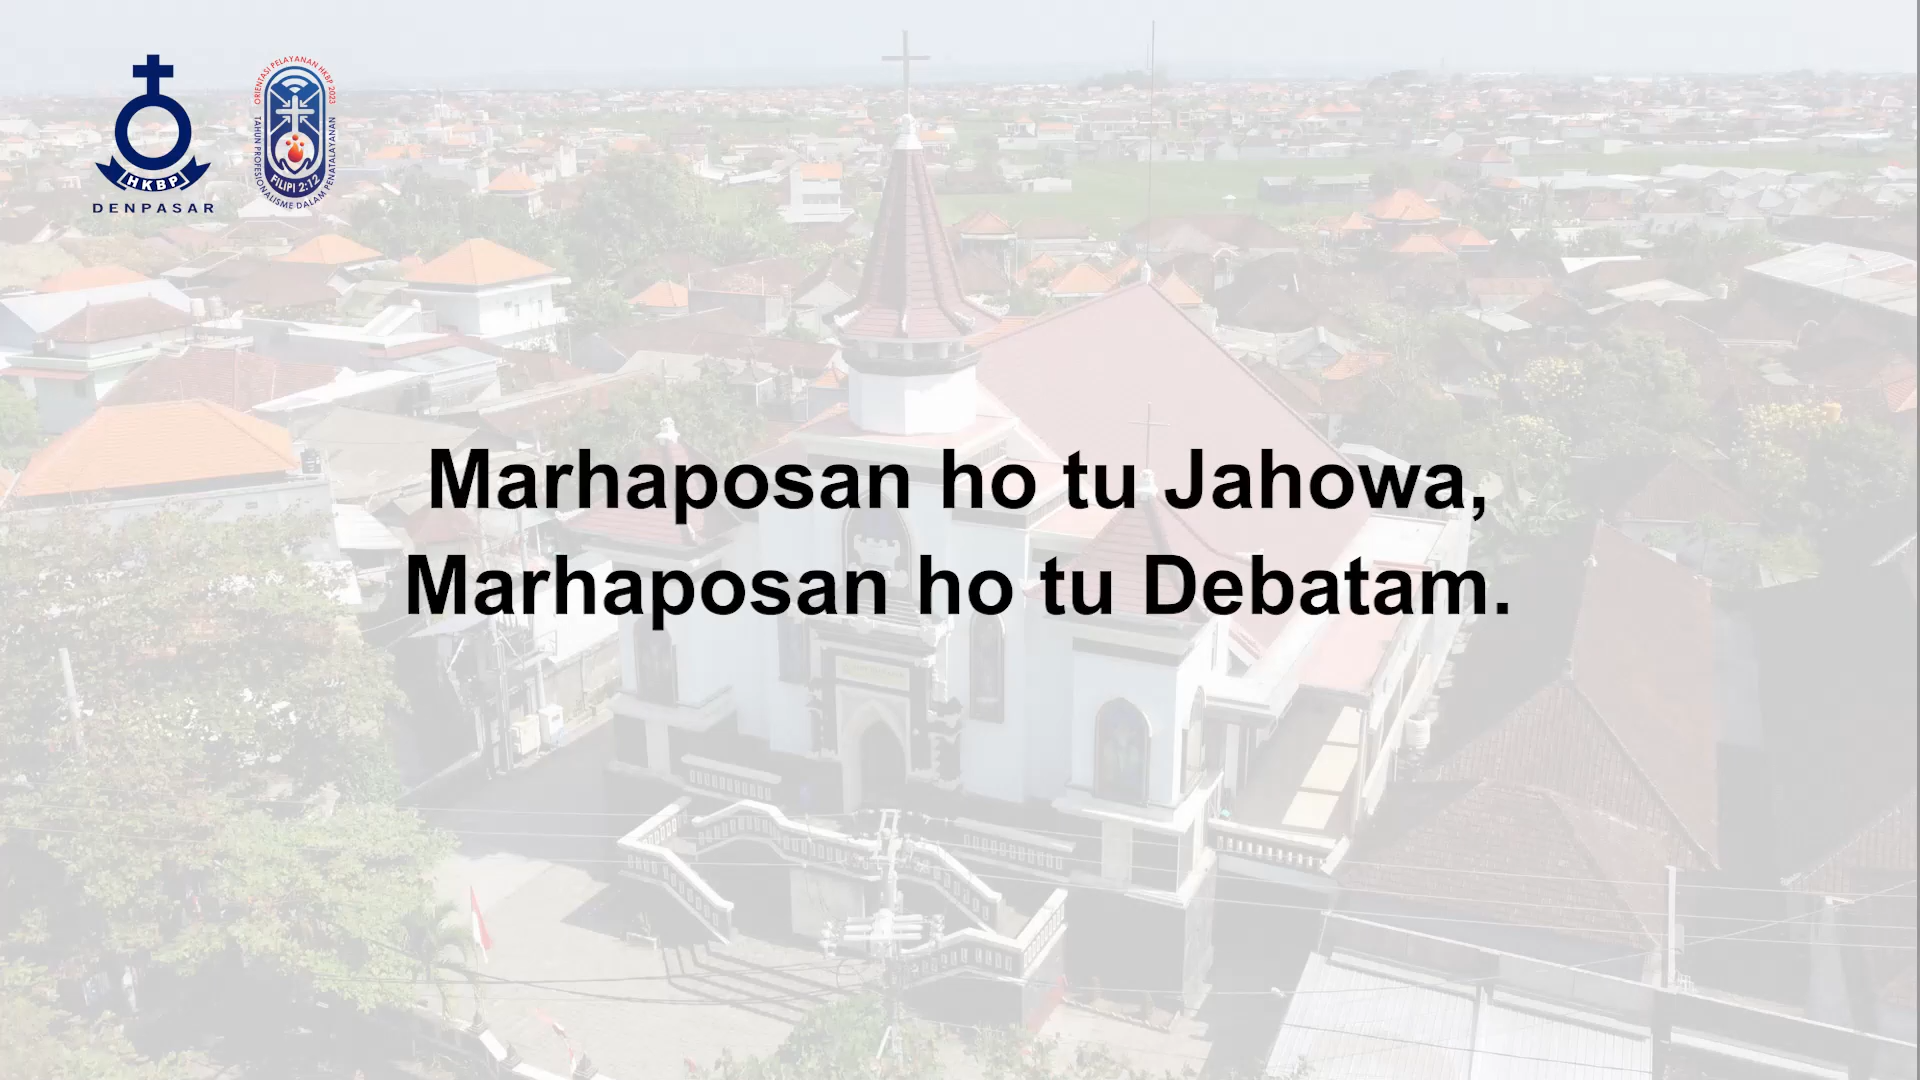 HKBP
DENPASAR
ORIENTASI PELAYANAN HKBP 2023
TAHUN PROFESIONALISME DALAM PENATALAYANAN
FILIPI 2:12
Marhaposan ho tu Jahowa,
Marhaposan ho tu Debatam.